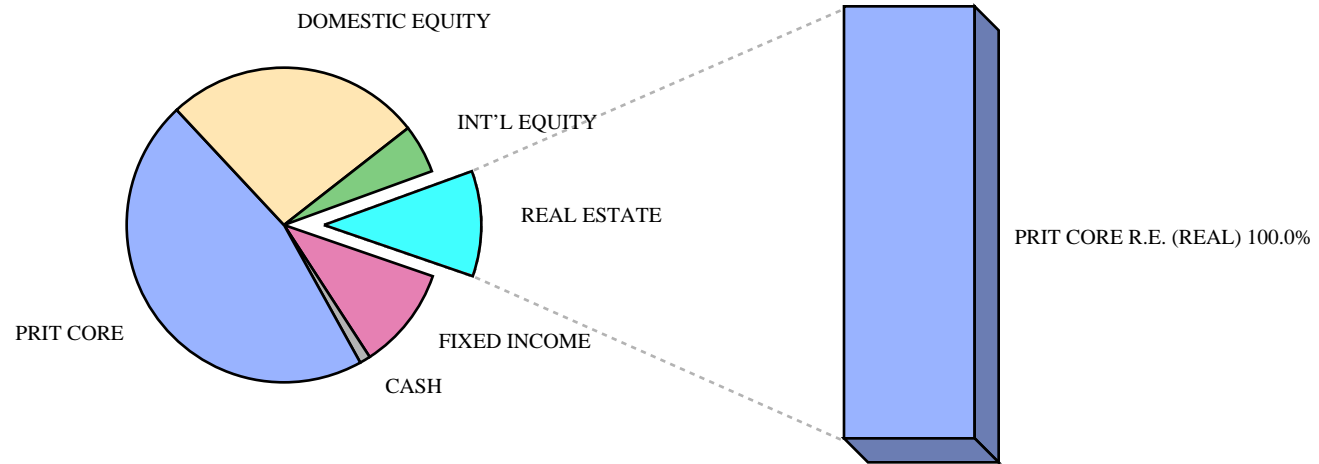 DOMESTIC EQUITY
INT'L EQUITY
REAL ESTATE
PRIT CORE R.E. (REAL) 100.0%
PRIT CORE
FIXED INCOME
CASH